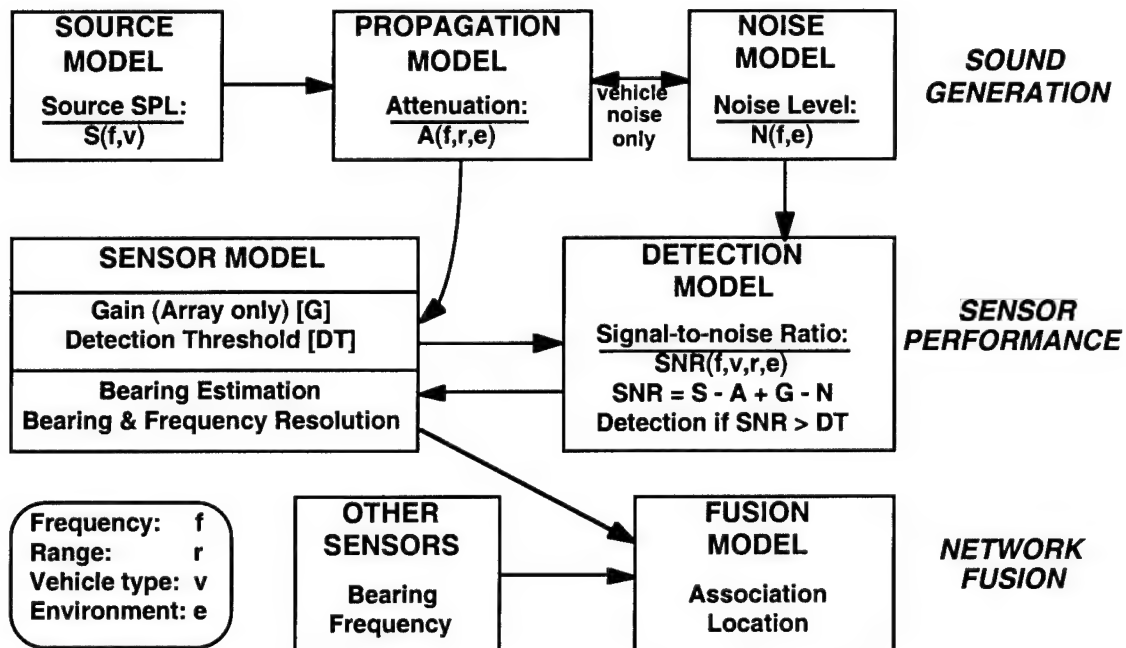 SOURCE
MODEL
Source SPL:
S(f,v)
PROPAGATION
MODEL
Attenuation:
A(f,r,e)
vehicle
noise
only
NOISE
MODEL
Noise Level:
N(f,e)
SOUND
GENERATION
SENSOR MODEL
Gain (Array only) [G]
Detection Threshold [DT]
Bearing Estimation
Bearing & Frequency Resolution
DETECTION
MODEL
Signal-to-noise Ratio:
SNR(f,v,r,e)
SNR = S - A + G - N
Detection if SNR > DT
SENSOR
PERFORMANCE
Frequency: f
Range: r
Vehicle type: v
Environment: e
OTHER
SENSORS
Bearing
Frequency
FUSION
MODEL
Association
Location
NETWORK
FUSION